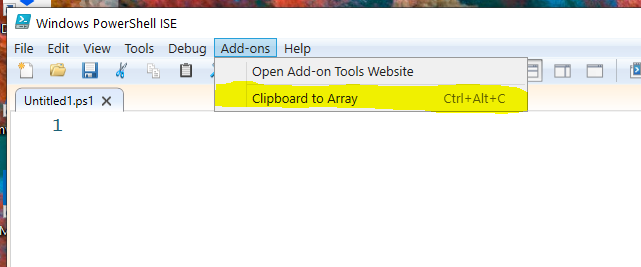 Windows PowerShell ISE
File Edit View Tools Debug Add-ons Help
Open Add-on Tools Website
Clipboard to Array Ctrl+Alt+C
Untitled1.ps1
1